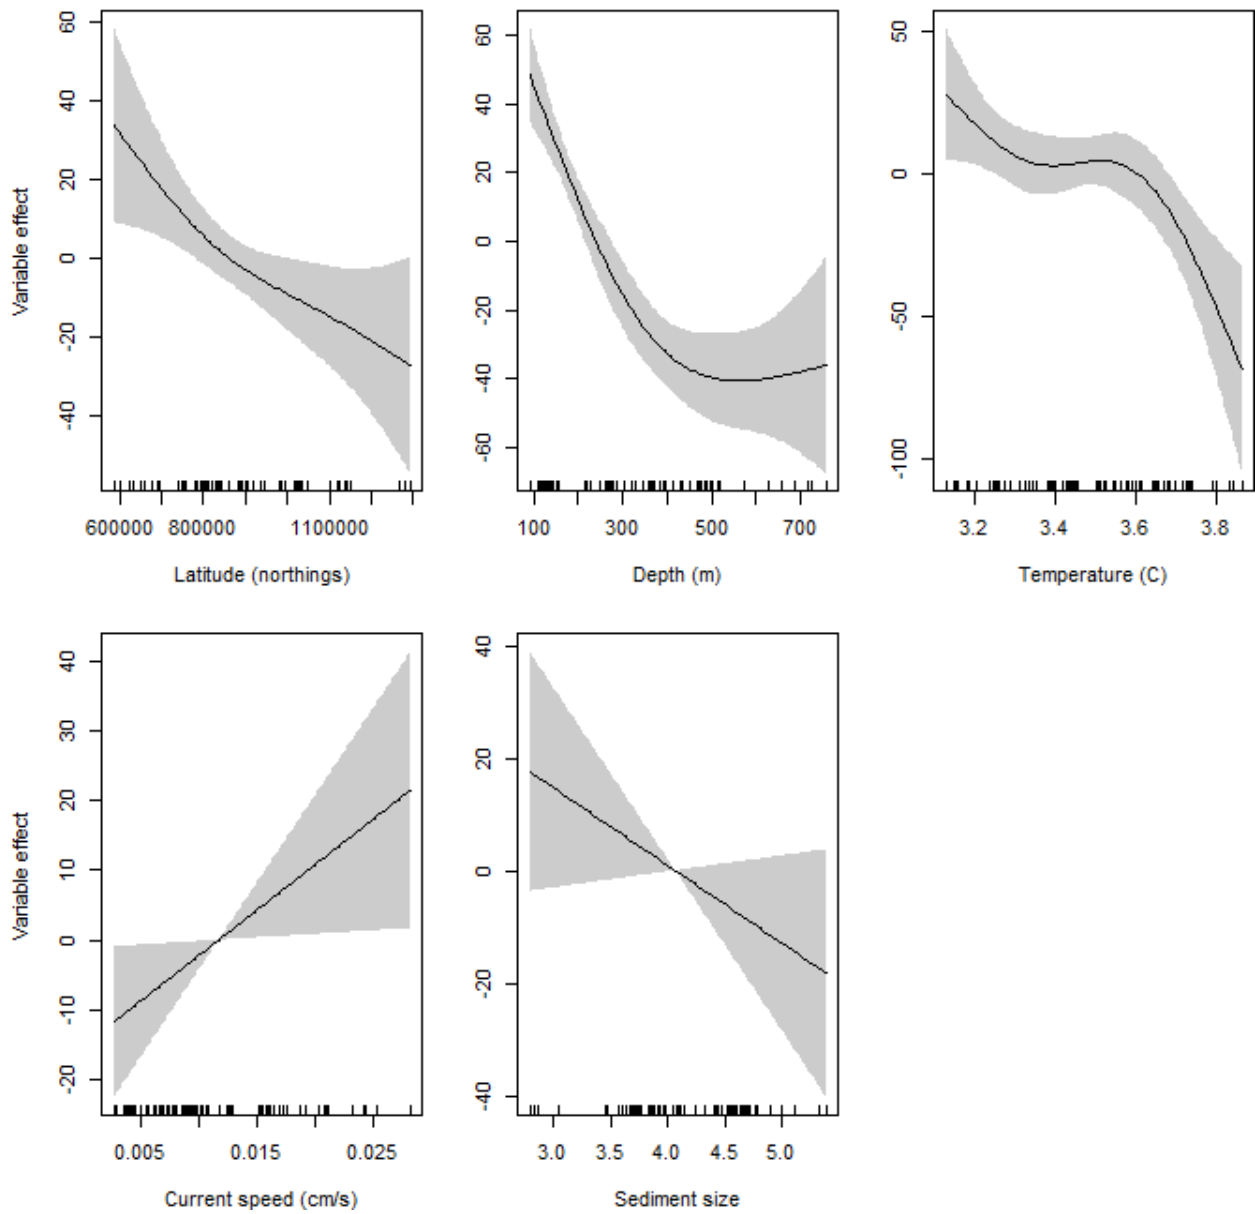 Variable effect
60
40
20
0
-20
-40
600000 800000 1100000
Latitude (northings)
60
40
20
0
-20
-40
-60
100 300 500 700
Depth (m)
50
0
-50
-100
3.2 3.4 3.6 3.8
Temperature (C)
Variable effect
40
30
20
10
0
-10
-20
0.005 0.015 0.025
Current speed (cm/s)
40
20
0
-20
-40
3.0 3.5 4.0 4.5 5.0
Sediment size